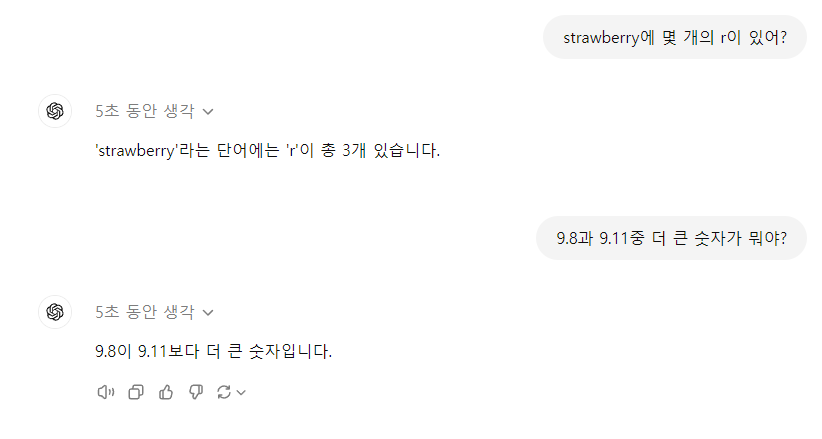 strawberry에 몇 개의 r이 있어?
5초 동안 생각
'strawberry'라는 단어에는 'r'이 총 3개 있습니다.
9.8과 9.11중 더 큰 숫자가 뭐야?
5초 동안 생각
9.8이 9.11보다 더 큰 숫자입니다.